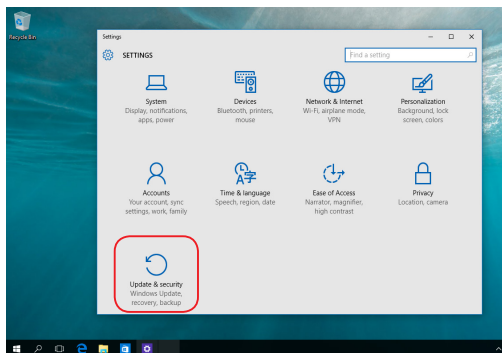 Recycle Bin
Settings
SETTINGS
Find a setting
System
Display, notifications,
apps, power
Devices
Bluetooth, printers,
mouse
Network & Internet
Wi-Fi, airplane mode,
VPN
Personalization
Background, lock
screen, colors
Accounts
Your account, sync
settings, work, family
Time & language
Speech, region, date
Ease of Access
Narrator, magnifier,
high contrast
Privacy
Location, camera
Update & security
Windows Update,
recovery, backup